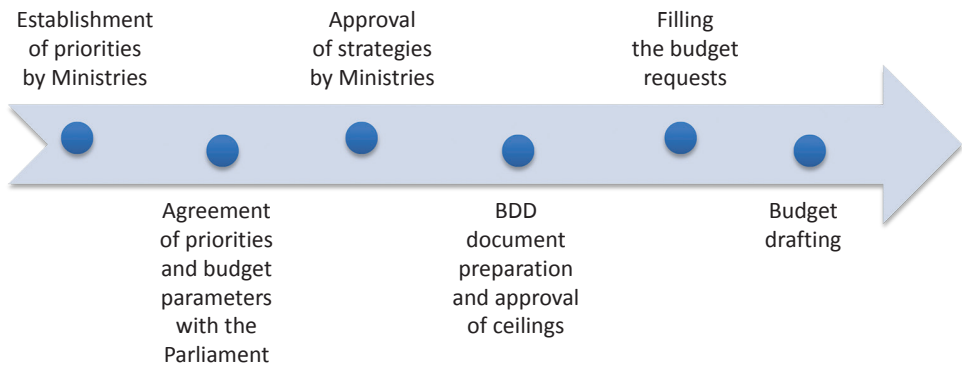 Establishment
of priorities
by Ministries
Approval
of strategies
by Ministries
Filling
the budget
requests
Agreement
of priorities
and budget
parameters
with the
Parliament
BDD
document
preparation
and approval
of ceilings
Budget
drafting